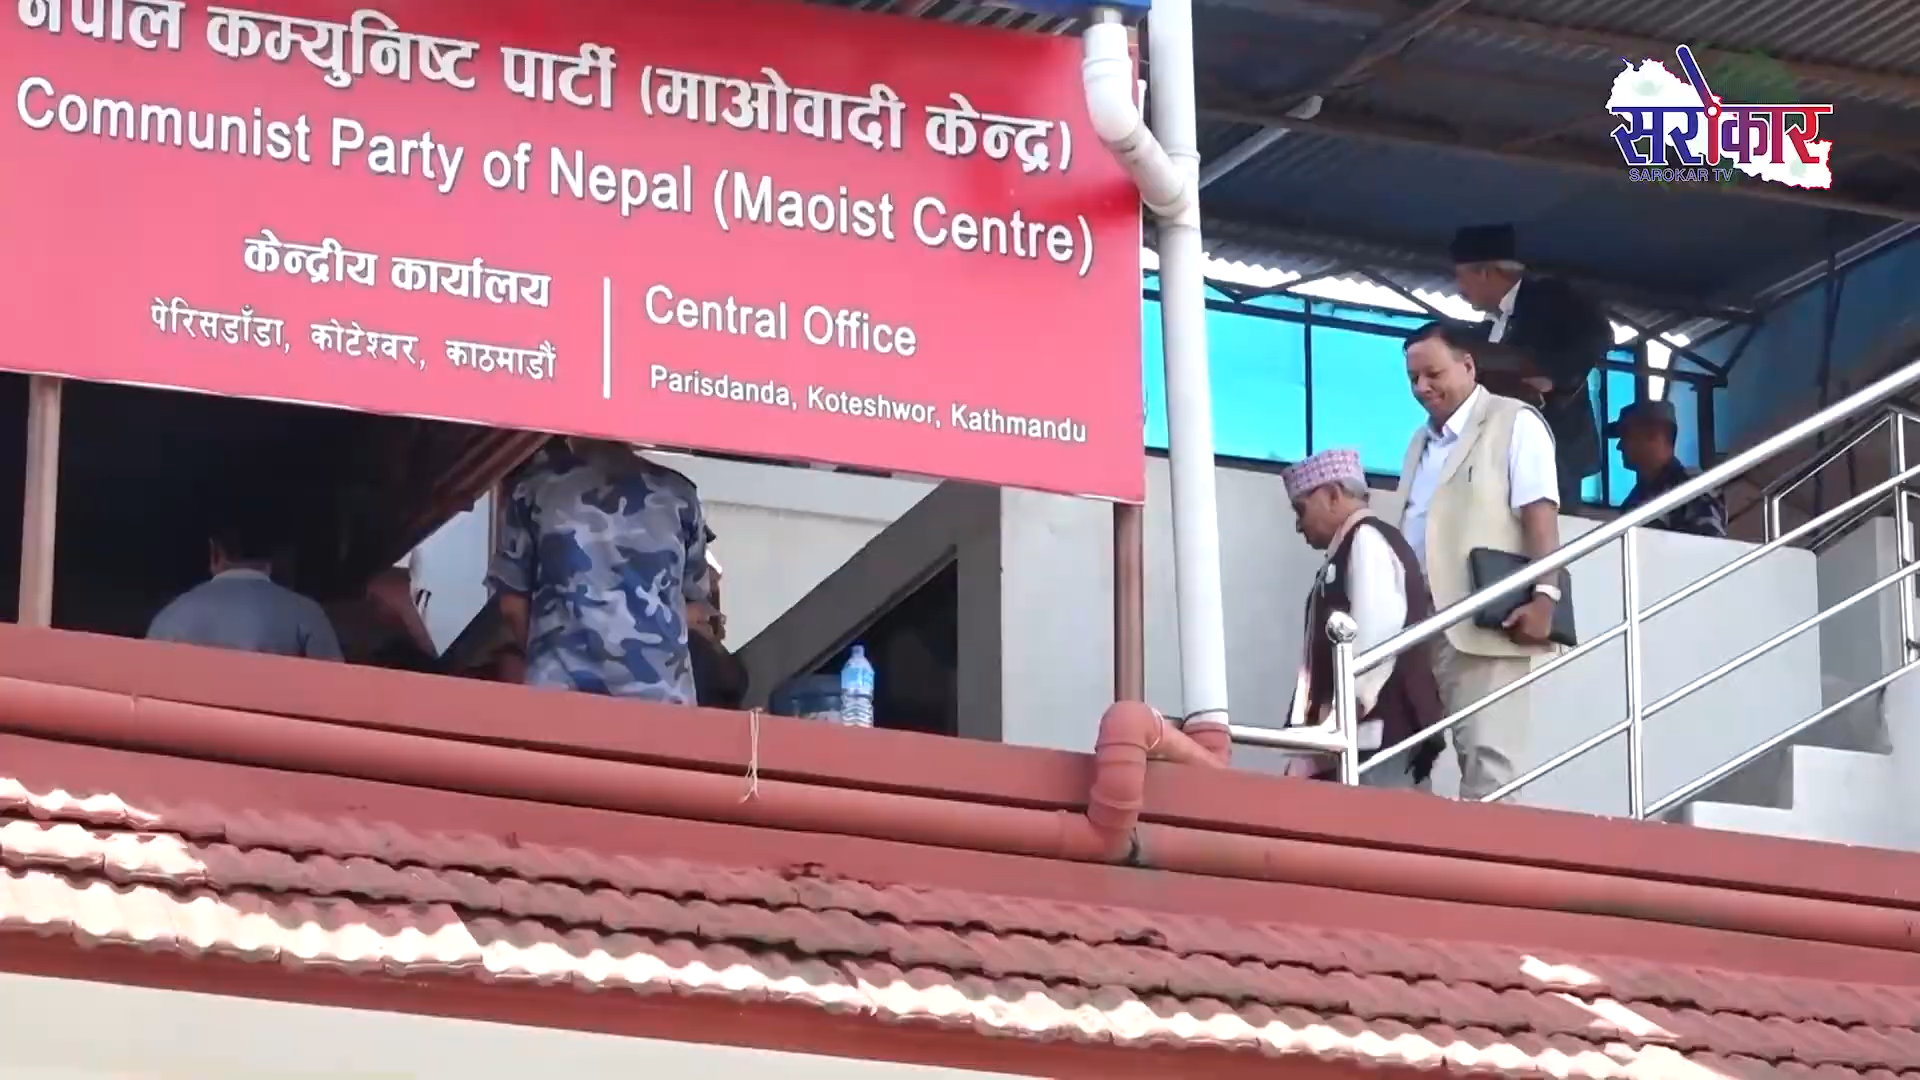 नेपाल कम्युनिष्ट पार्टी (माओवादी केन्द्र)
Communist Party of Nepal (Maoist Centre)
केन्द्रीय कार्यालय
पेरिसडाँडा, कोटेश्वर, काठमाडौं
Central Office
Parisdanda, Koteshwor, Kathmandu
सरोकार
SAROKAR TV